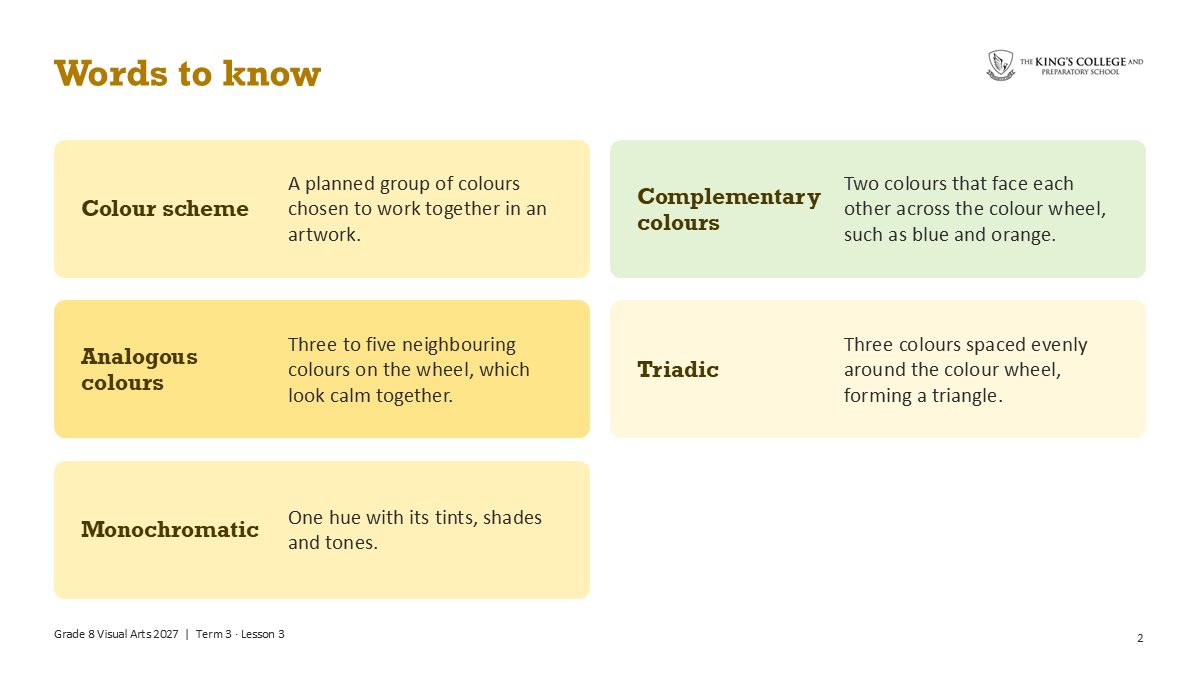 Words to know
THE KING'S COLLEGE AND
PREPARATORY SCHOOL
Colour scheme
A planned group of colours
chosen to work together in an
artwork.
Complementary
colours
Two colours that face each
other across the colour wheel,
such as blue and orange.
Analogous
colours
Three to five neighbouring
colours on the wheel, which
look calm together.
Triadic
Three colours spaced evenly
around the colour wheel,
forming a triangle.
Monochromatic
One hue with its tints, shades
and tones.
Grade 8 Visual Arts 2027 | Term 3 · Lesson 3
2